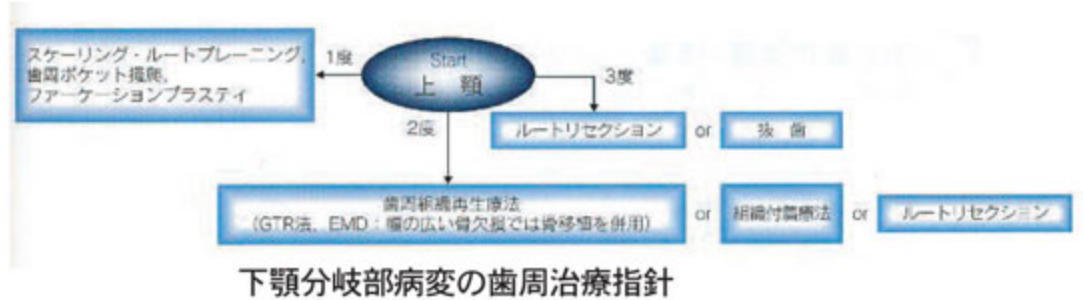 スケーリング・ルートプレーニング,
歯周ポケット掻爬,
ファーケーションプラスティ
1度
Start
上 顎
3度
2度
ルートリセクション or 抜 歯
歯周組織再生療法
(GTR法、EMD:幅の広い骨欠損では骨移植を併用)
or 組織付着療法 or ルートリセクション
下顎分岐部病変の歯周治療指針